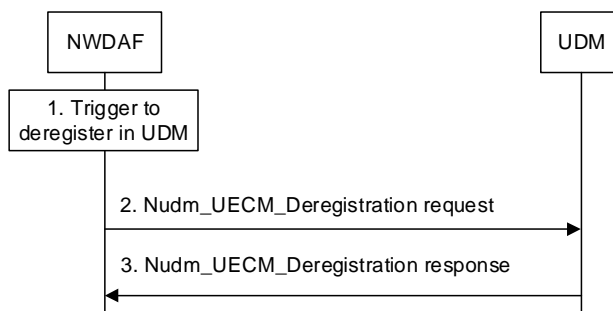 NWDAF
UDM
1. Trigger to
deregister in UDM
2. Nudm_UECM_Deregistration request
3. Nudm_UECM_Deregistration response